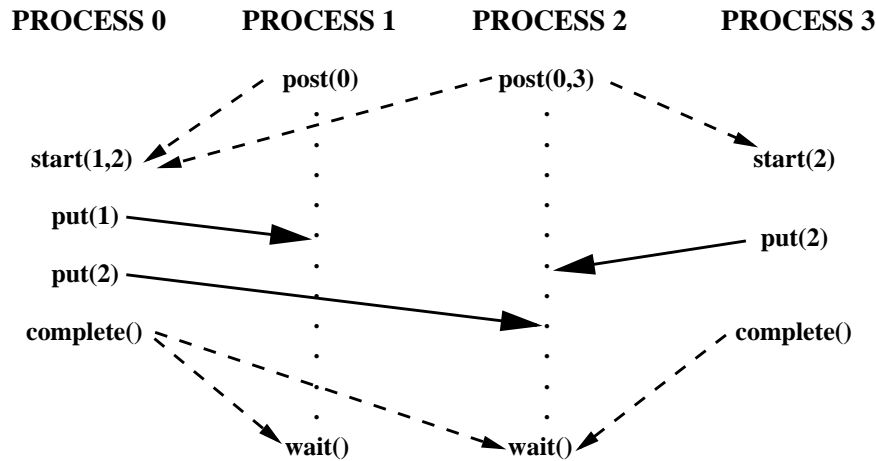 PROCESS 0 PROCESS 1 PROCESS 2 PROCESS 3
post(0) post(0,3)
start(1,2) start(2)
put(1)
put(2)
put(2)
complete() complete()
wait() wait()